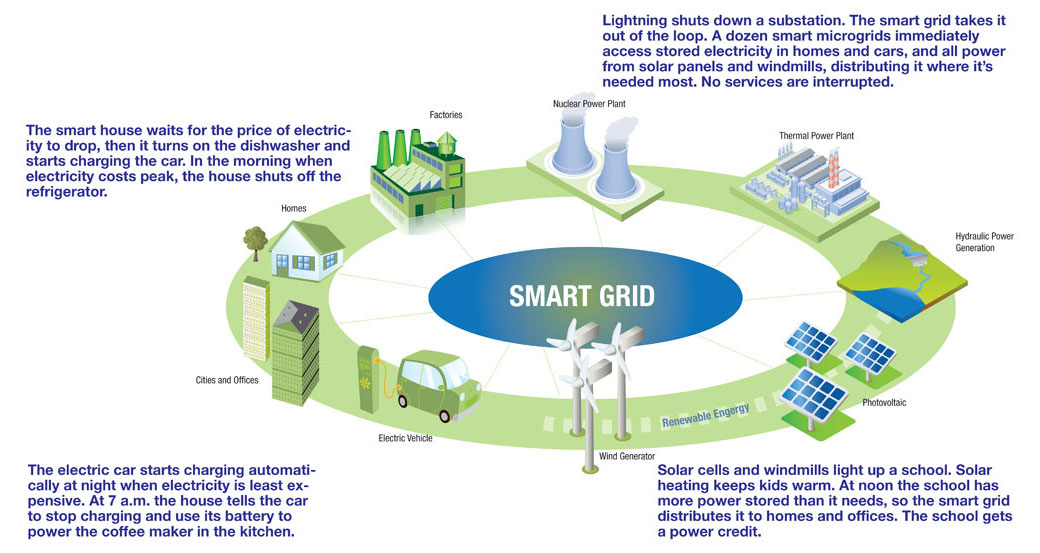 Lightning shuts down a substation. The smart grid takes it
out of the loop. A dozen smart microgrids immediately
access stored electricity in homes and cars, and all power
from solar panels and windmills, distributing it where it’s
needed most. No services are interrupted.
The smart house waits for the price of electric-
ity to drop, then it turns on the dishwasher and
starts charging the car. In the morning when
electricity costs peak, the house shuts off the
refrigerator.
Factories
Nuclear Power Plant
Thermal Power Plant
Homes
Hydraulic Power
Generation
SMART GRID
Cities and Offices
Photovoltaic
Renewable Engergy
Electric Vehicle
Wind Generator
The electric car starts charging automati-
cally at night when electricity is least ex-
pensive. At 7 a.m. the house tells the car
to stop charging and use its battery to
power the coffee maker in the kitchen.
Solar cells and windmills light up a school. Solar
heating keeps kids warm. At noon the school has
more power stored than it needs, so the smart grid
distributes it to homes and offices. The school gets
a power credit.